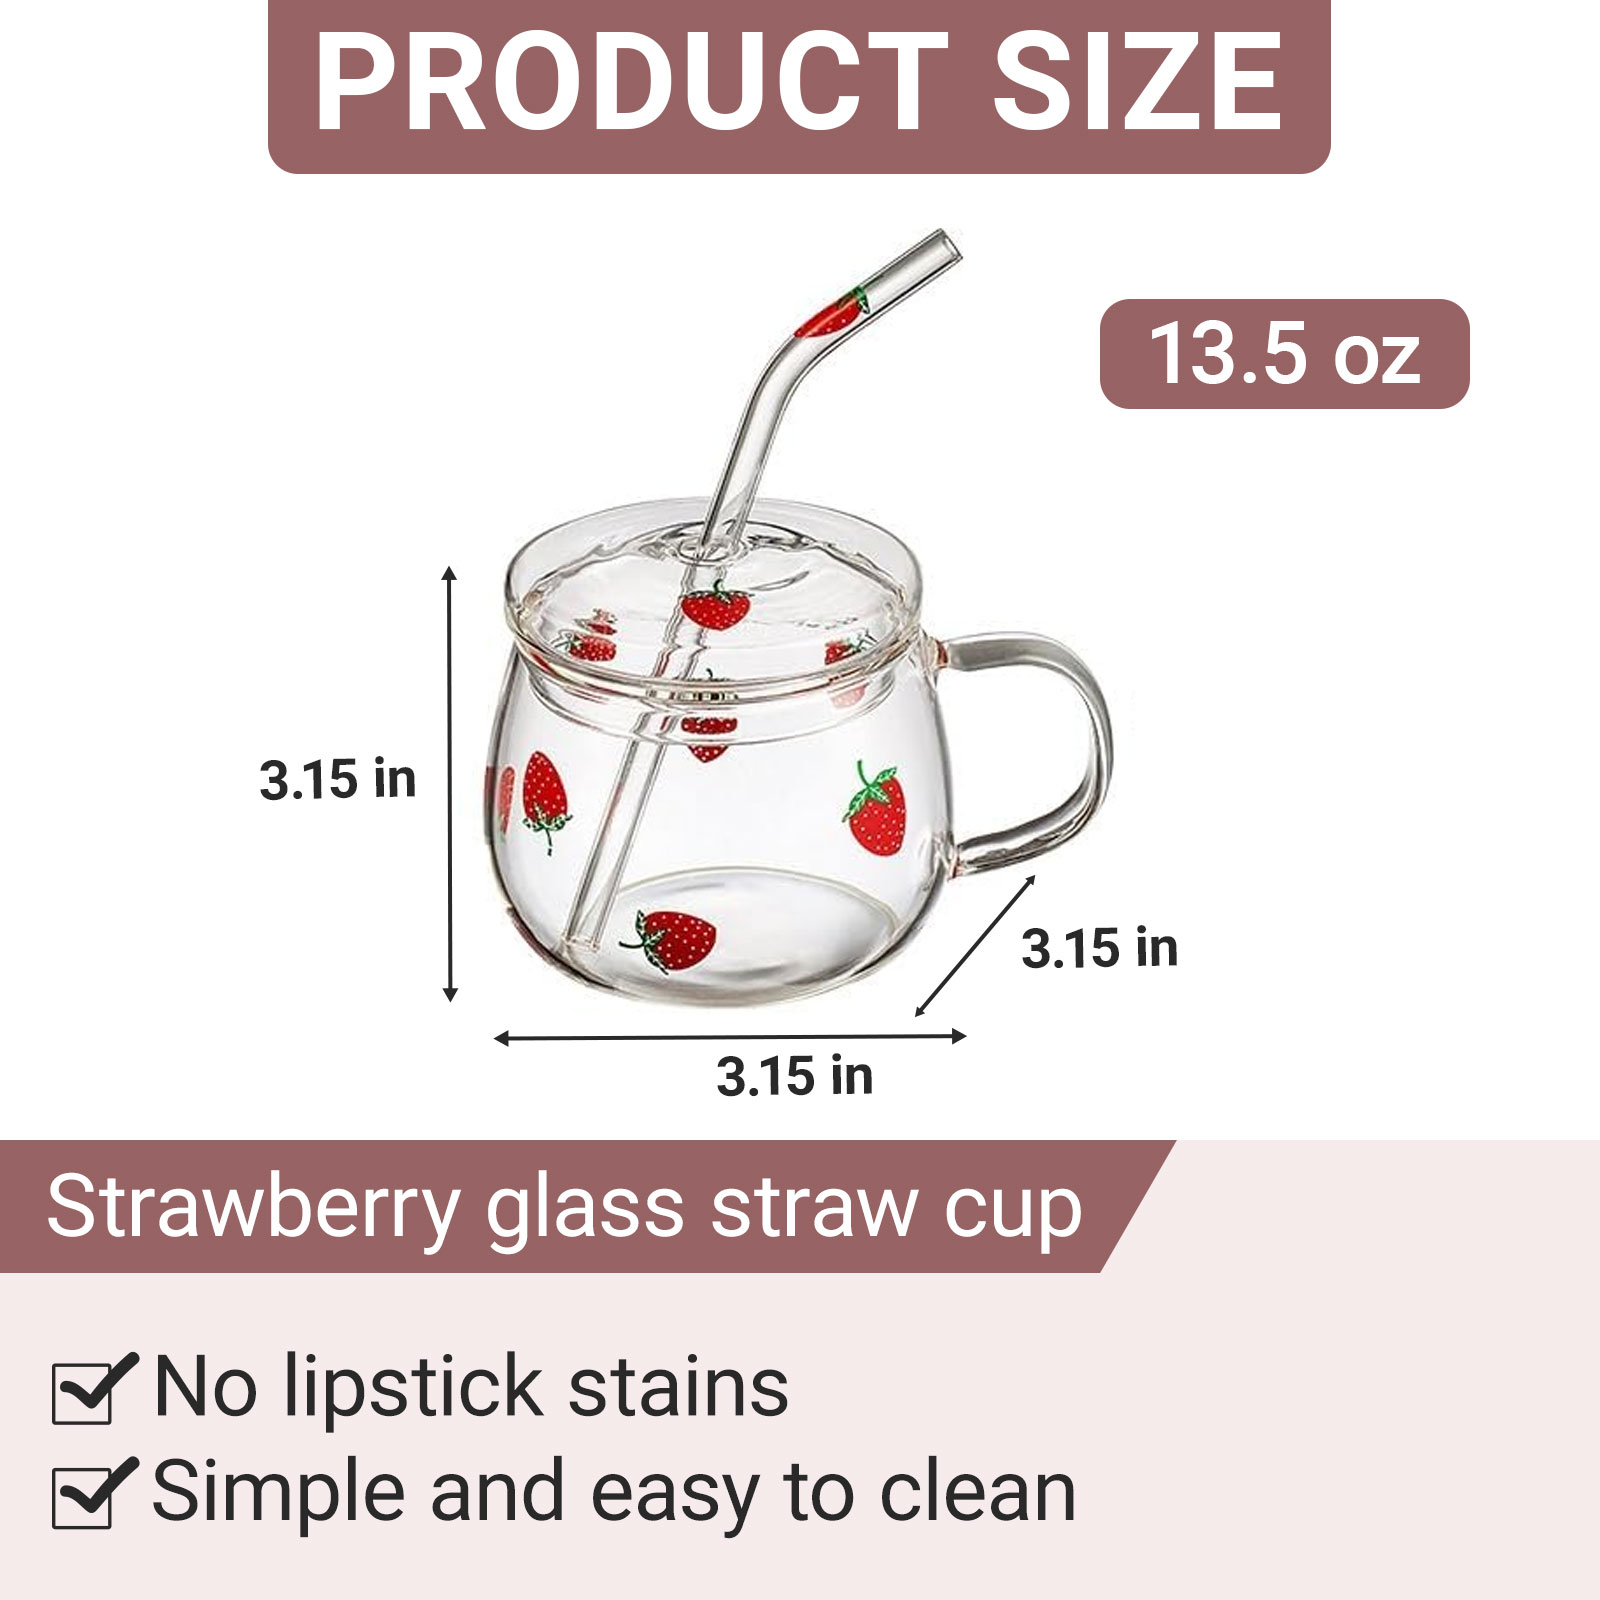 PRODUCT SIZE
13.5 oz
3.15 in
3.15 in
3.15 in
Strawberry glass straw cup
No lipstick stains
Simple and easy to clean